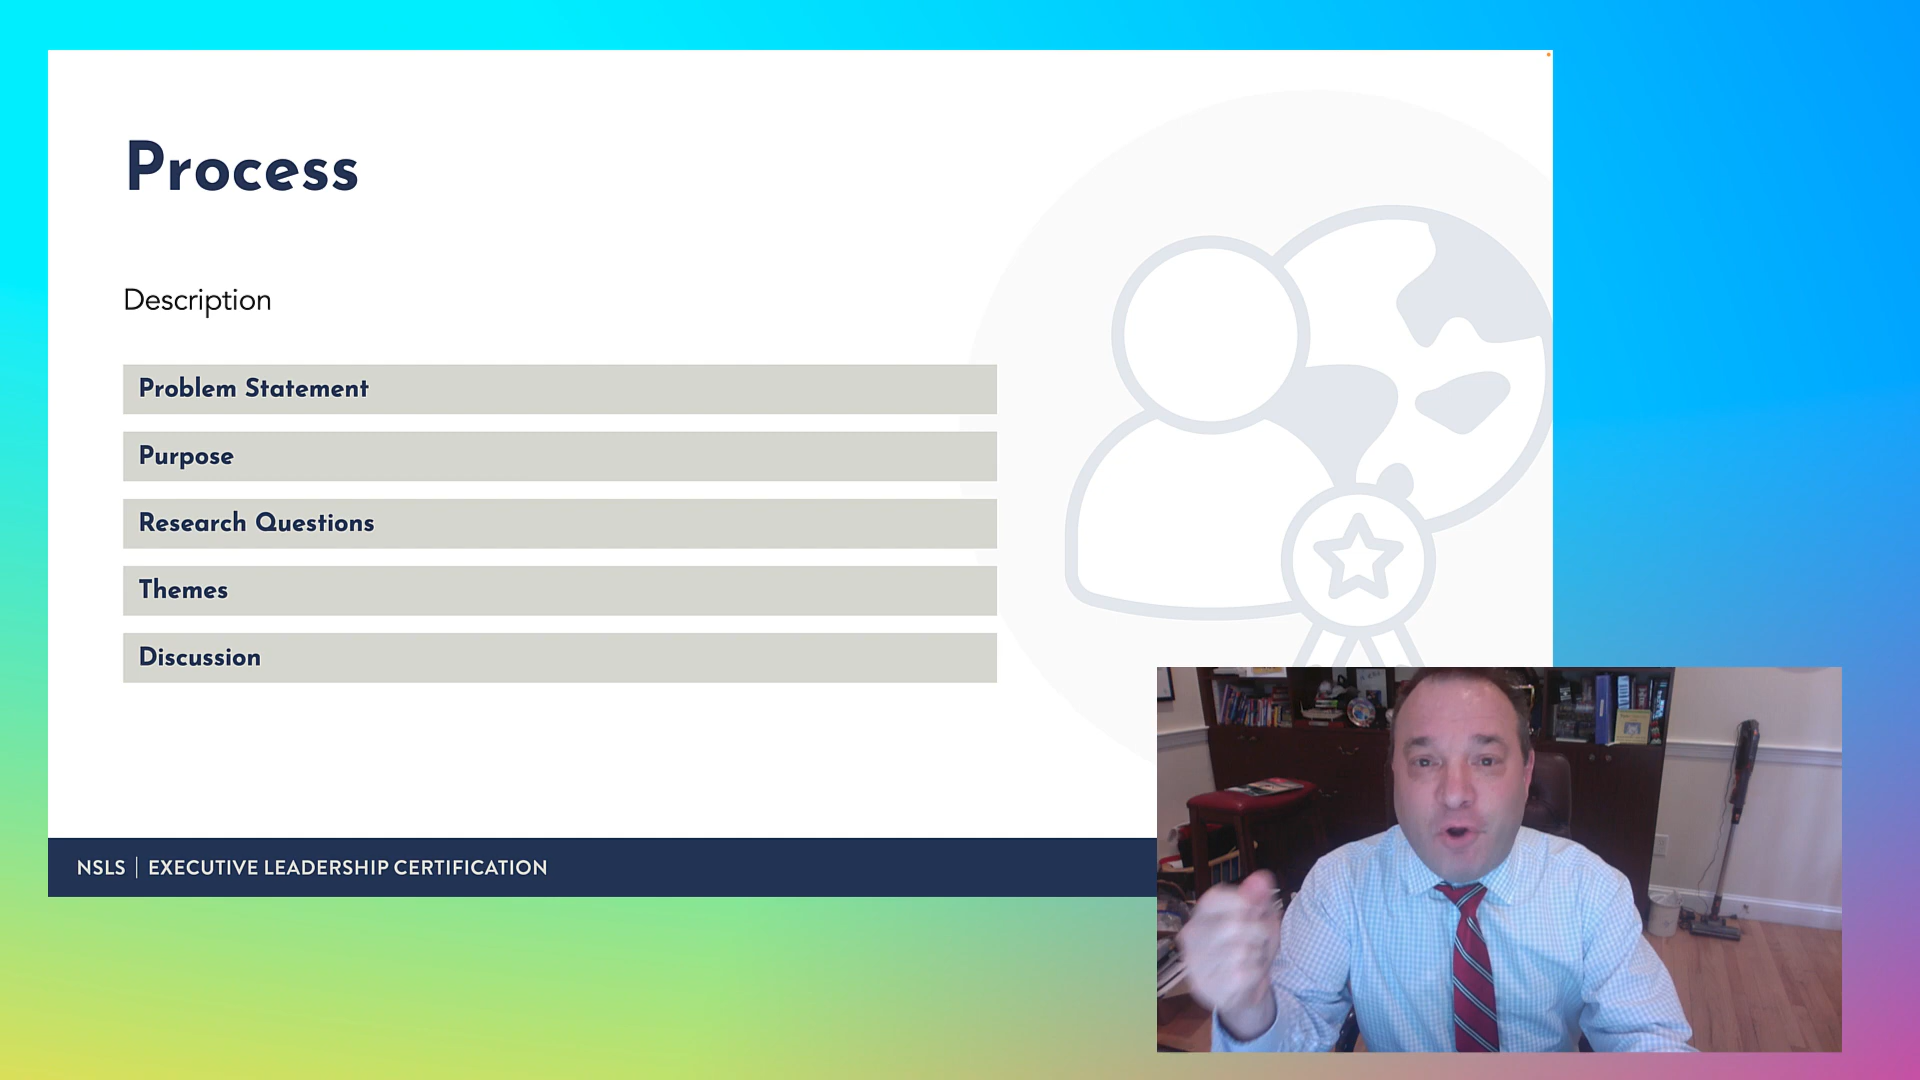 Process
Description
Problem Statement
Purpose
Research Questions
Themes
Discussion
NSLS | EXECUTIVE LEADERSHIP CERTIFICATION